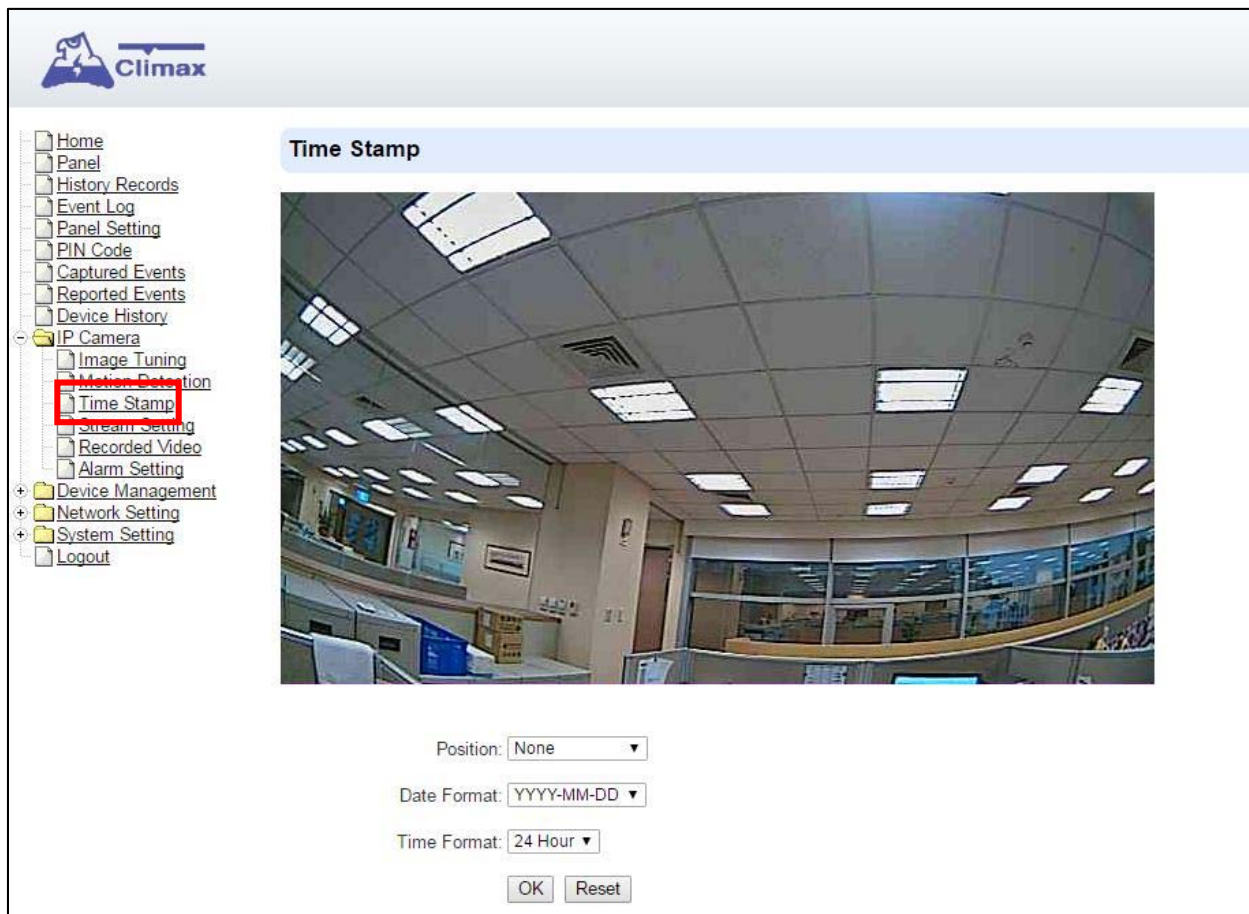 Climax
Home
Panel
History Records
Event Log
Panel Setting
PIN Code
Captured Events
Reported Events
Device History
IP Camera
Image Tuning
Motion Detection
Time Stamp
Stream Setting
Recorded Video
Alarm Setting
Device Management
Network Setting
System Setting
Logout
Time Stamp
Position: None
Date Format: YYYY-MM-DD
Time Format: 24 Hour
OK Reset